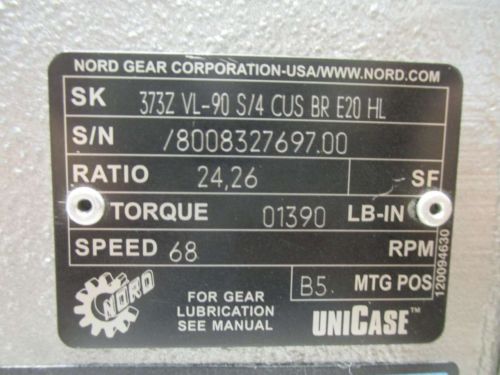 NORD GEAR CORPORATION-USA/WWW.NORD.COM
SK 373Z VL-90 S/4 CUS BR E20 HL
S/N /8008327697.00
RATIO 24,26 - SF
TORQUE 01390 LB-IN
SPEED 68 RPM
B5. MTG POS
NORD
FOR GEAR
LUBRICATION
SEE MANUAL
UNICASE™
120094630